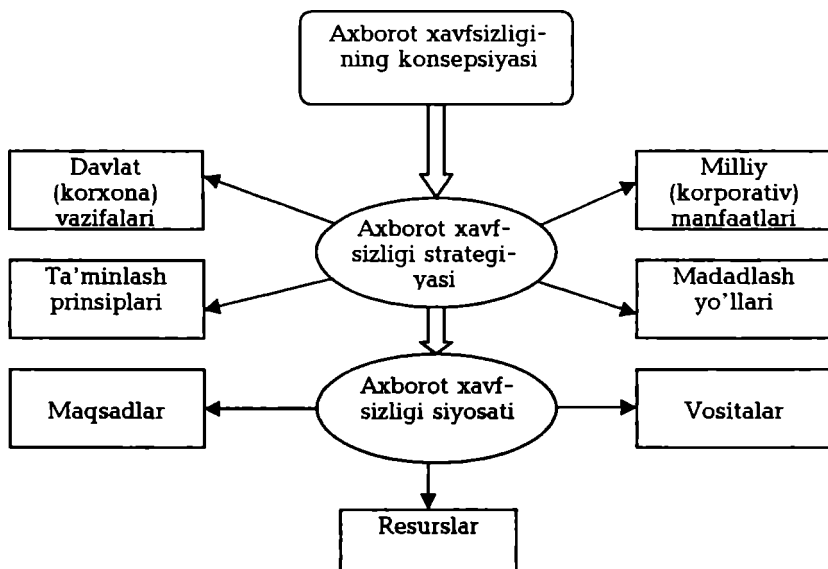 Axborot xavfsizligi-
ning konsepsiyasi
Davlat
(korxona)
vazifalari
Milliy
(korporativ)
manfaatlari
Axborot xavf-
sizligi strategi-
yasi
Ta'minlash
prinsiplari
Madadlash
yo'llari
Maqsadlar
Axborot xavf-
sizligi siyosati
Vositalar
Resurslar